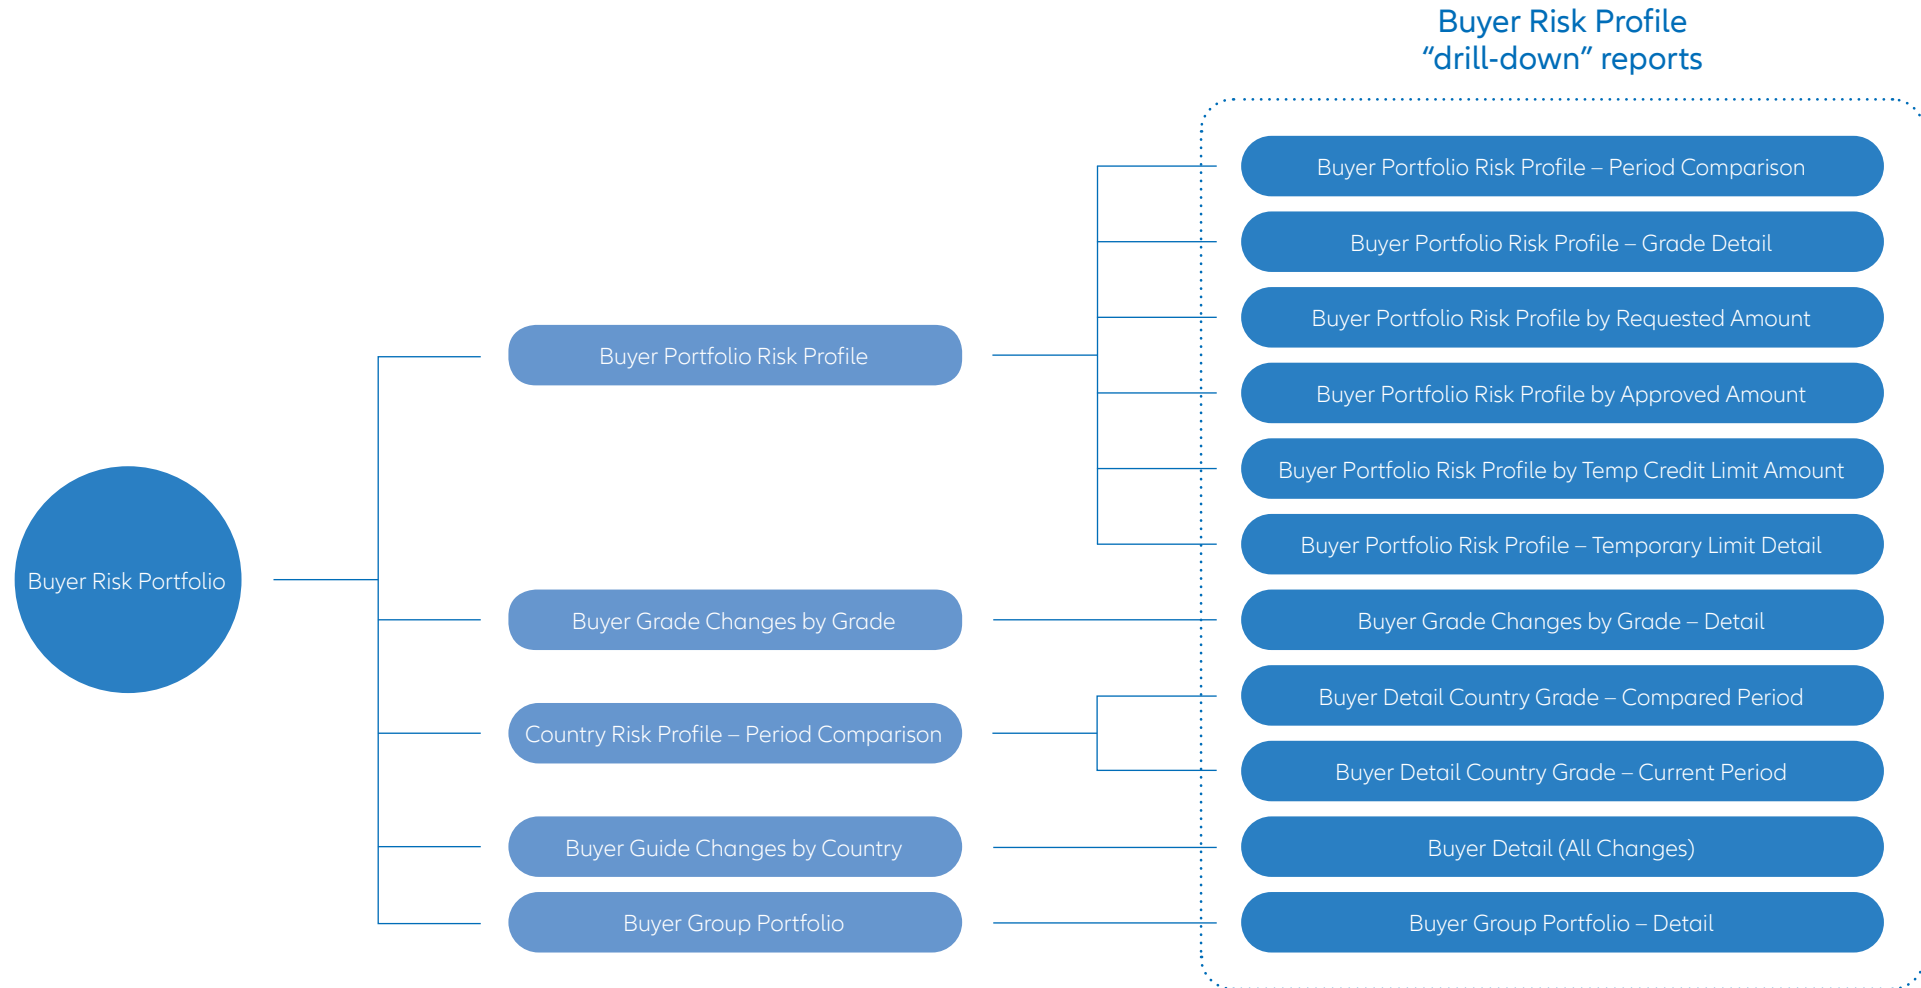 Buyer Risk Profile
“drill-down” reports
Buyer Risk Portfolio
Buyer Portfolio Risk Profile
Buyer Grade Changes by Grade
Country Risk Profile – Period Comparison
Buyer Guide Changes by Country
Buyer Group Portfolio
Buyer Portfolio Risk Profile – Period Comparison
Buyer Portfolio Risk Profile – Grade Detail
Buyer Portfolio Risk Profile by Requested Amount
Buyer Portfolio Risk Profile by Approved Amount
Buyer Portfolio Risk Profile by Temp Credit Limit Amount
Buyer Portfolio Risk Profile – Temporary Limit Detail
Buyer Grade Changes by Grade – Detail
Buyer Detail Country Grade – Compared Period
Buyer Detail Country Grade – Current Period
Buyer Detail (All Changes)
Buyer Group Portfolio – Detail